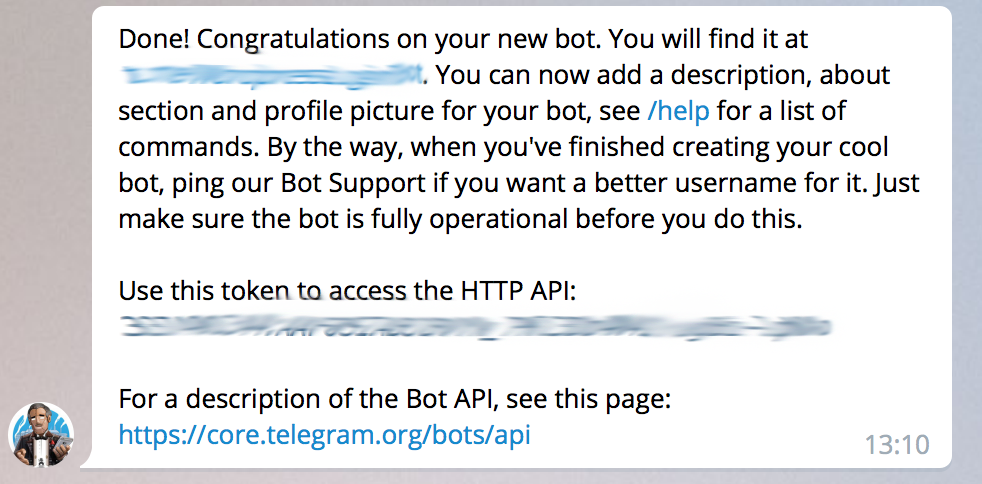 Done! Congratulations on your new bot. You will find it at
. You can now add a description, about
section and profile picture for your bot, see /help for a list of
commands. By the way, when you've finished creating your cool
bot, ping our Bot Support if you want a better username for it. Just
make sure the bot is fully operational before you do this.
Use this token to access the HTTP API:
For a description of the Bot API, see this page:
https://core.telegram.org/bots/api
13:10